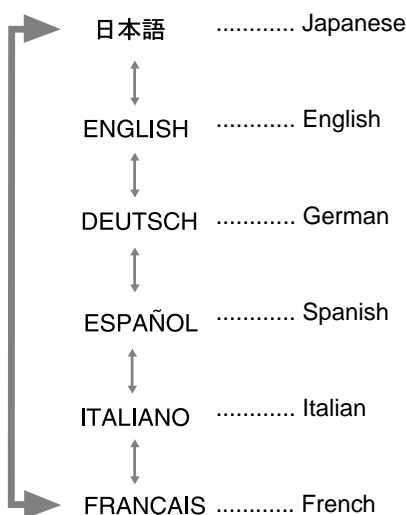 日本語 ............ Japanese
ENGLISH ............ English
DEUTSCH ............ German
ESPAÑOL ............ Spanish
ITALIANO ............ Italian
FRANCAIS ............ French